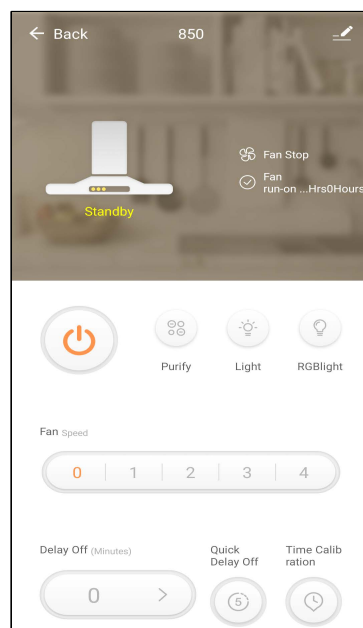 Back
850
Fan Stop
Fan
run-on ...Hrs0Hours
Standby
Purify
Light
RGBlight
Fan Speed
0 1 2 3 4
Delay Off (Minutes)
Quick
Delay Off
Time Calib
ration
0 >
5